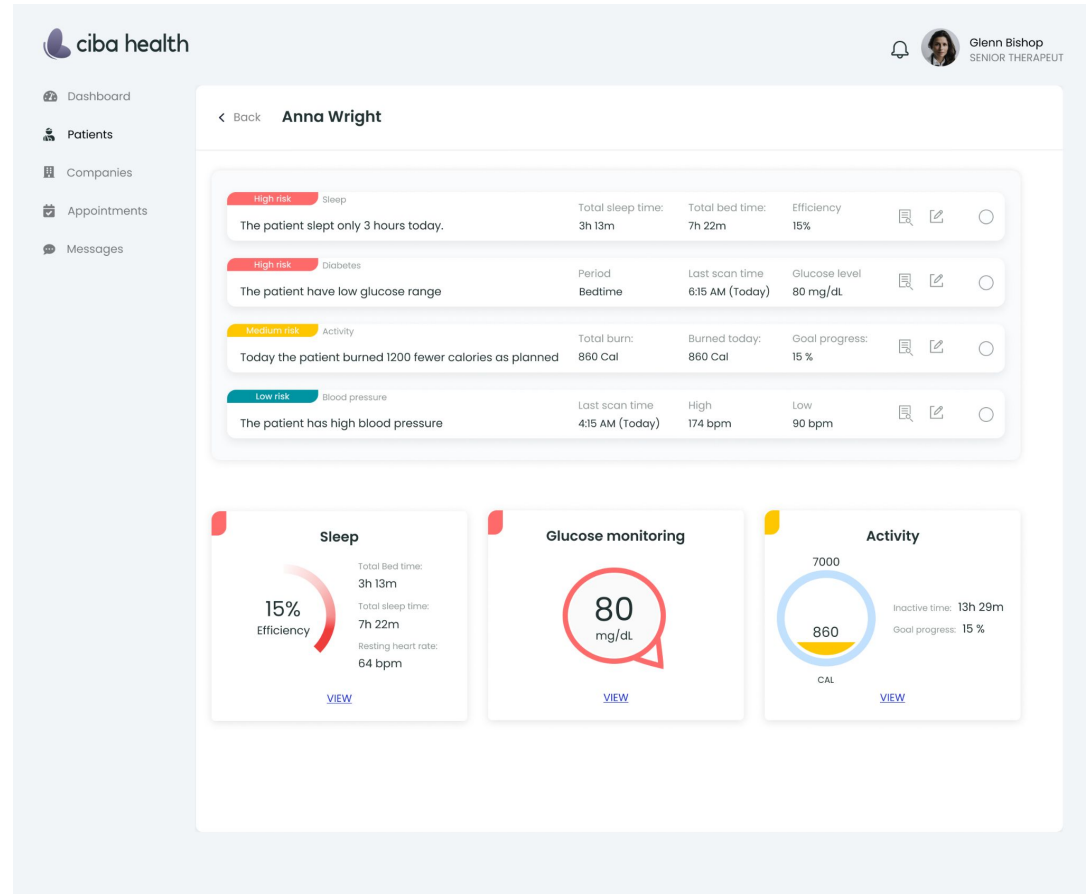 ciba health
Glenn Bishop
SENIOR THERAPEUT
Dashboard
Patients
Companies
Appointments
Messages
Back Anna Wright
High risk Sleep
The patient slept only 3 hours today.
Total sleep time: Total bed time: Efficiency
3h 13m 7h 22m 15%
High risk Diabetes
The patient have low glucose range
Period Last scan time Glucose level
Bedtime 6:15 AM (Today) 80 mg/dL
Medium risk Activity
Today the patient burned 1200 fewer calories as planned
Total burn: Burned today: Goal progress:
860 Cal 860 Cal 15 %
Low risk Blood pressure
The patient has high blood pressure
Last scan time High Low
4:15 AM (Today) 174 bpm 90 bpm
Sleep
15%
Efficiency
Total Bed time:
3h 13m
Total sleep time:
7h 22m
Resting heart rate:
64 bpm
VIEW
Glucose monitoring
80
mg/dL
VIEW
Activity
7000
860
CAL
Inactive time: 13h 29m
Goal progress: 15 %
VIEW